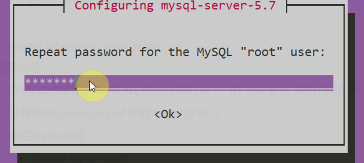 Configuring mysql-server-5.7
Repeat password for the MySQL "root" user:
*******
<Ok>